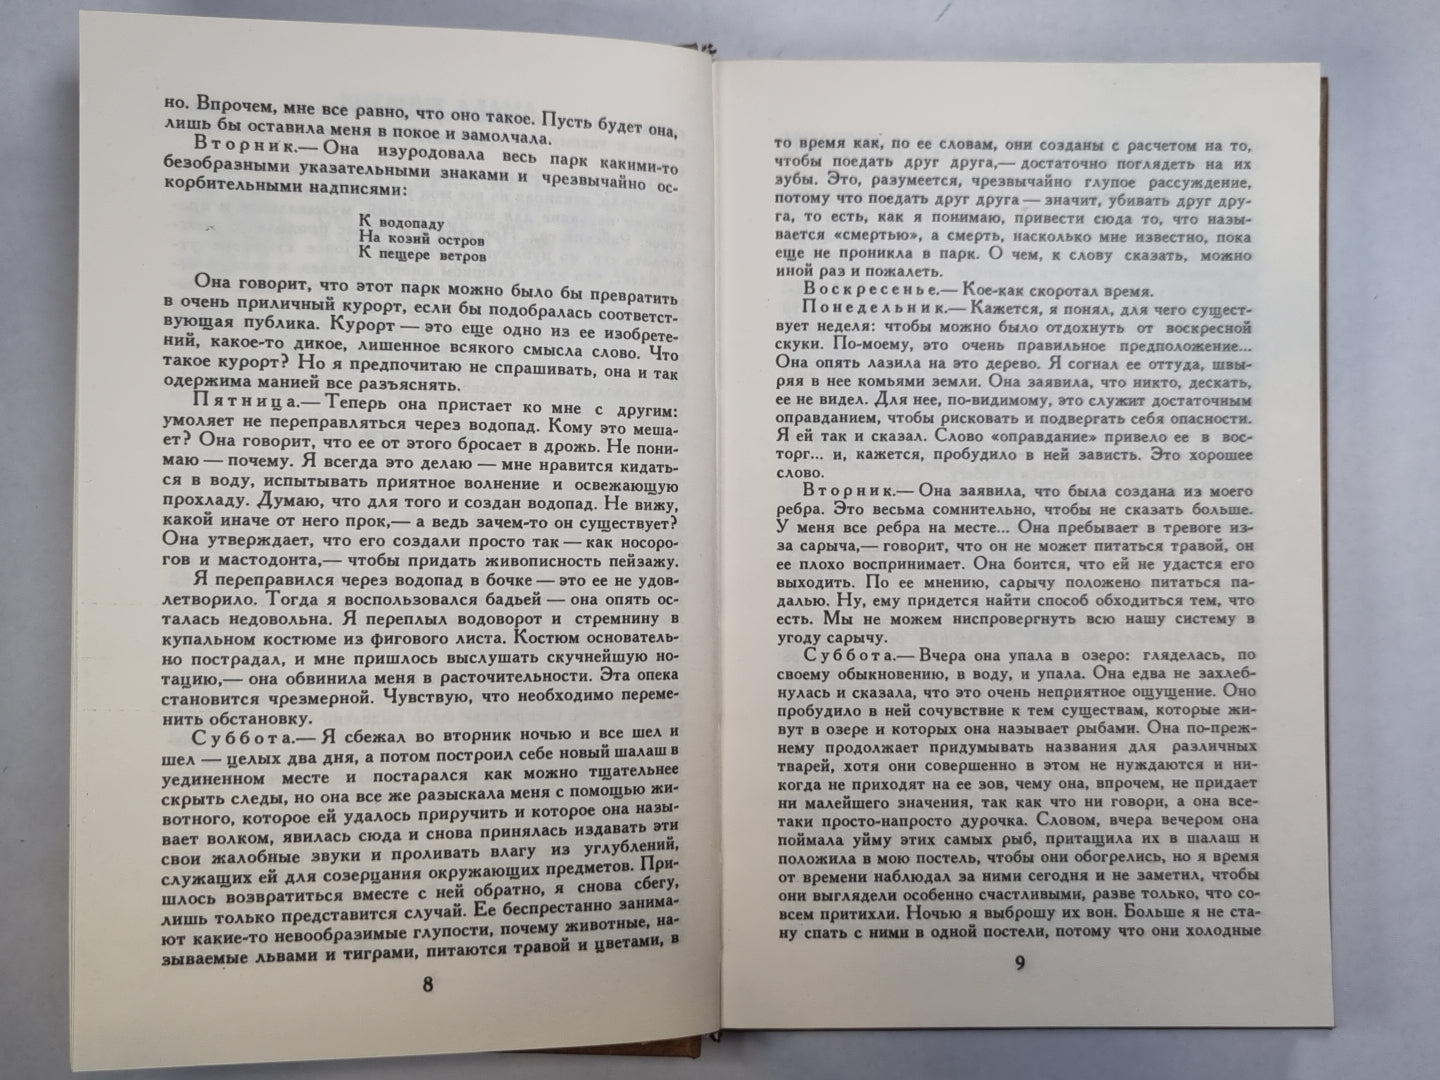 но. Впрочем, мне все равно, что оно такое. Пусть будет она,
лишь бы оставила меня в покое и замолчала.
Вторник.— Она изуродовала весь парк какими-то
безобразными указательными знаками и чрезвычайно ос-
корбительными надписями:
К водопаду
На козий остров
К пещере ветров
Она говорит, что этот парк можно было бы превратить
в очень приличный курорт, если бы подобралась соответст-
вующая публика. Курорт — это еще одно из ее изобрете-
ний, какое-то дикое, лишенное всякого смысла слово. Что
такое курорт? Но я предпочитаю не спрашивать, она и так
одержима манией все разъяснять.
Пятница.— Теперь она пристает ко мне с другим:
умоляет не переправляться через водопад. Кому это меша-
ет? Она говорит, что ее от этого бросает в дрожь. Не пони-
маю — почему. Я всегда это делаю — мне нравится кидать-
ся в воду, испытывать приятное волнение и освежающую
прохладу. Думаю, что для того и создан водопад. Не вижу,
какой иначе от него прок,— а ведь зачем-то он существует?
Она утверждает, что его создали просто так — как носоро-
гов и мастодонта,— чтобы придать живописность пейзажу.
Я переправился через водопад в бочке — это ее не удов-
летворило. Тогда я воспользовался бадьей — она опять ос-
талась недовольна. Я переплыл водоворот и стремнину в
купальном костюме из фигового листа. Костюм основатель-
но пострадал, и мне пришлось выслушать скучнейшую но-
тацию,— она обвинила меня в расточительности. Эта опека
становится чрезмерной. Чувствую, что необходимо переме-
нить обстановку.
Суббота.— Я сбежал во вторник ночью и все шел и
шел — целых два дня, а потом построил себе новый шалаш в
уединенном месте и постарался как можно тщательнее
скрыть следы, но она все же разыскала меня с помощью жи-
вотного, которое ей удалось приручить и которое она назы-
вает волком, явилась сюда и снова принялась издавать эти
свои жалобные звуки и проливать влагу из углублений,
служащих ей для созерцания окружающих предметов. При-
шлось возвратиться вместе с ней обратно, я снова сбегу,
лишь только представится случай. Ее беспрестанно занима-
ют какие-то невообразимые глупости, почему животные, на-
зываемые львами и тиграми, питаются травой и цветами, в
8
то время как, по ее словам, они созданы с расчетом на то,
чтобы поедать друг друга,— достаточно поглядеть на их
зубы. Это, разумеется, чрезвычайно глупое рассуждение,
потому что поедать друг друга — значит, убивать друг дру-
га, то есть, как я понимаю, привести сюда то, что назы-
вается «смертью», а смерть, насколько мне известно, пока
еще не проникла в парк. О чем, к слову сказать, можно
иной раз и пожалеть.
Воскресенье.— Кое-как скоротал время.
Понедельник.— Кажется, я понял, для чего сущест-
вует неделя: чтобы можно было отдохнуть от воскресной
скуки. По-моему, это очень правильное предположение...
Она опять лазила на это дерево. Я согнал ее оттуда, швы-
ряя в нее комьями земли. Она заявила, что никто, дескать,
ее не видел. Для нее, по-видимому, это служит достаточным
оправданием, чтобы рисковать и подвергать себя опасности.
Я ей так и сказал. Слово «оправдание» привело ее в вос-
торг... и, кажется, пробудило в ней зависть. Это хорошее
слово.
Вторник.— Она заявила, что была создана из моего
ребра. Это весьма сомнительно, чтобы не сказать больше.
У меня все ребра на месте... Она пребывает в тревоге из-
за сарыча,— говорит, что он не может питаться травой, он
ее плохо воспринимает. Она боится, что ей не удастся его
выходить. По ее мнению, сарычу положено питаться па-
далью. Ну, ему придется найти способ обходиться тем, что
есть. Мы не можем ниспровергнуть всю нашу систему в
угоду сарычу.
Суббота.— Вчера она упала в озеро: гляделась, по
своему обыкновению, в воду, и упала. Она едва не захлеб-
нулась и сказала, что это очень неприятное ощущение. Оно
пробудило в ней сочувствие к тем существам, которые жи-
вут в озере и которых она называет рыбами. Она по-преж-
нему продолжает придумывать названия для различных
тварей, хотя они совершенно в этом не нуждаются и ни-
когда не приходят на ее зов, чему она, впрочем, не придает
ни малейшего значения, так как что ни говори, а она все-
таки просто-напросто дурочка. Словом, вчера вечером она
поймала уйму этих самых рыб, притащила их в шалаш и
положила в мою постель, чтобы они обогрелись, но я время
от времени наблюдал за ними сегодня и не заметил, чтобы
они выглядели особенно счастливыми, разве только, что со-
всем притихли. Ночью я выброшу их вон. Больше я не ста-
ну спать с ними в одной постели, потому что они холодные
9